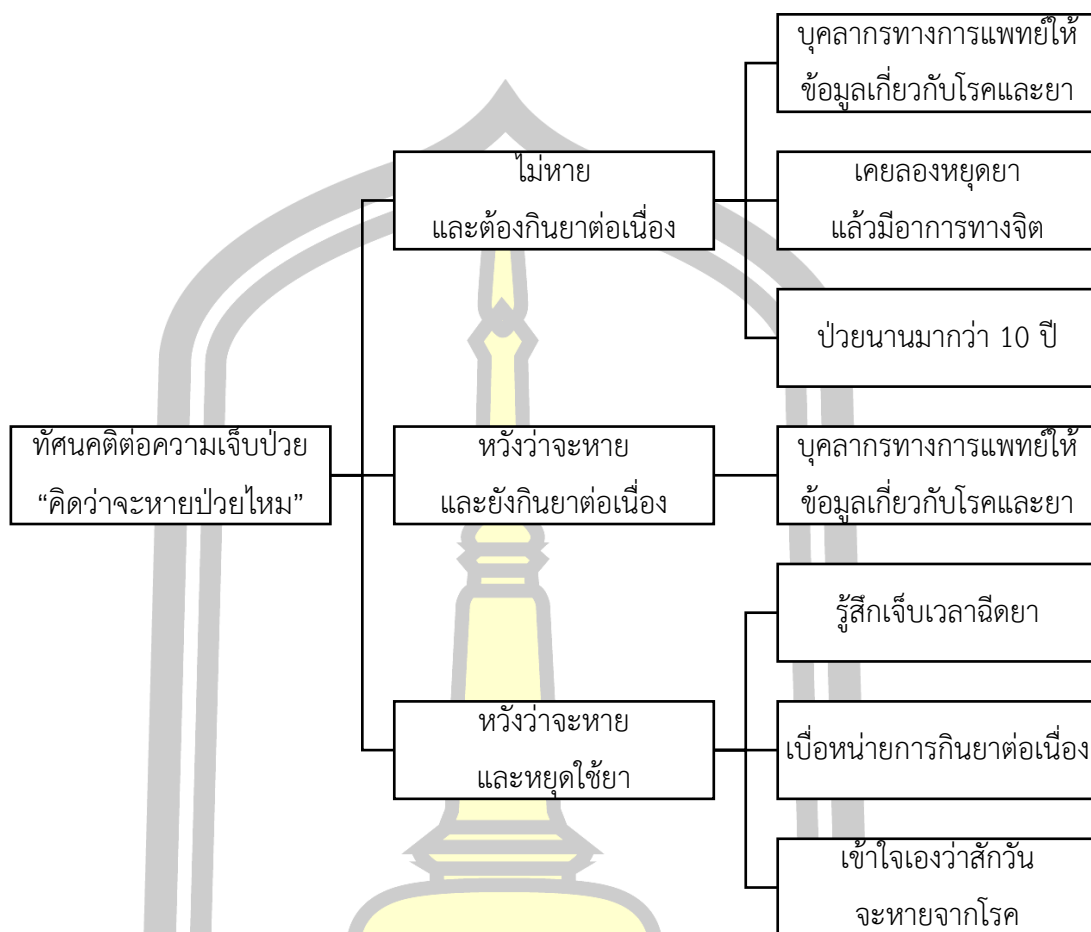 ทัศนคติต่อความเจ็บป่วย
“คิดว่าจะหายป่วยไหม”
ไม่หาย
และต้องกินยาต่อเนื่อง
บุคลากรทางการแพทย์ให้
ข้อมูลเกี่ยวกับโรคและยา
เคยลองหยุดยา
แล้วมีอาการทางจิต
ป่วยนานมากว่า 10 ปี
หวังว่าจะหาย
และยังกินยาต่อเนื่อง
บุคลากรทางการแพทย์ให้
ข้อมูลเกี่ยวกับโรคและยา
หวังว่าจะหาย
และหยุดใช้ยา
รู้สึกเจ็บเวลาฉีดยา
เบื่อหน่ายการกินยาต่อเนื่อง
เข้าใจเองว่าสักวัน
จะหายจากโรค